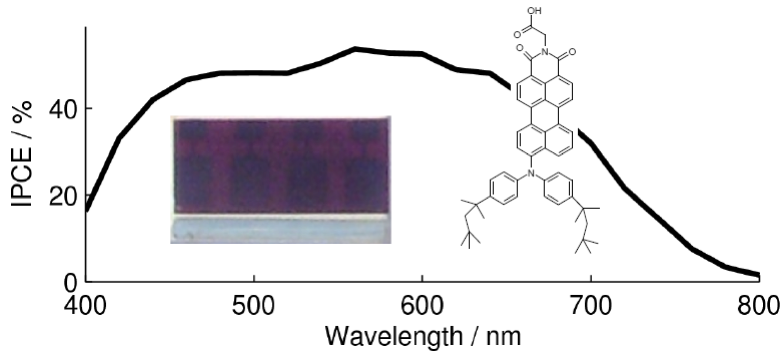 OH
O
O
N
O
N
IPCE / %
40
20
0
400
500
600
700
800
Wavelength / nm